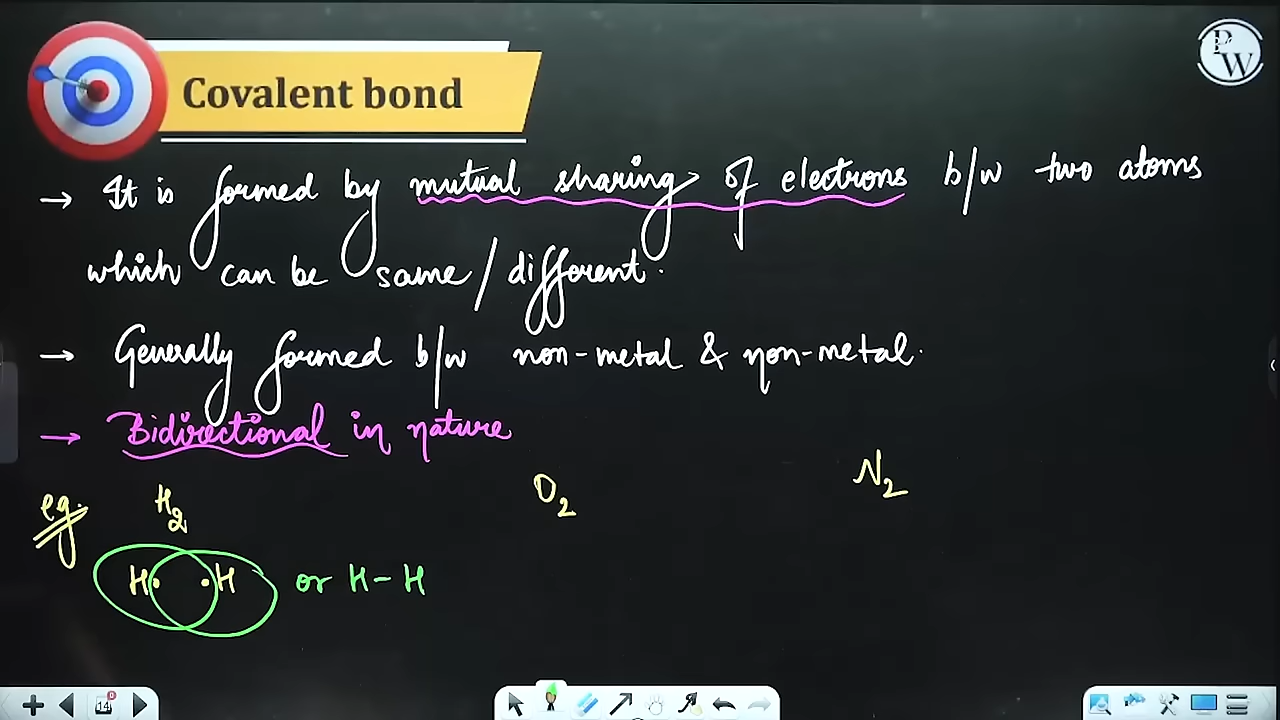 Covalent bond
PW
→ It is formed by mutual sharing of electrons b/w two atoms
which can be same/different.
→ Generally formed b/w non-metal & non-metal.
→ Bidirectional in nature
eg. H2 O2 N2
H• •H or H-H
14